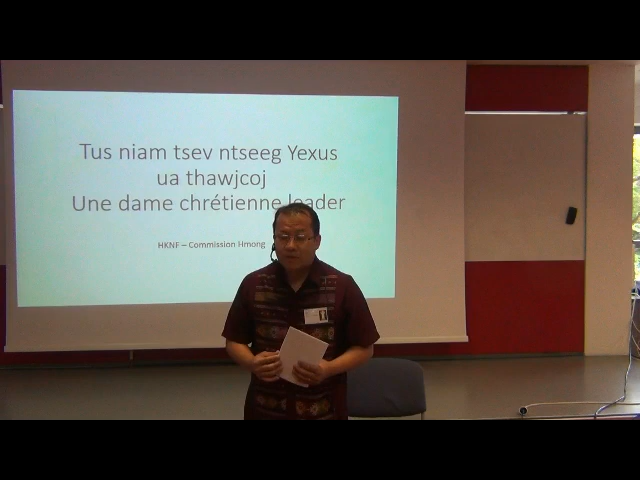 Tus niam tsev ntseeg Yexus
ua thawjcoj
Une dame chrétienne leader
HKNF – Commission Hmong